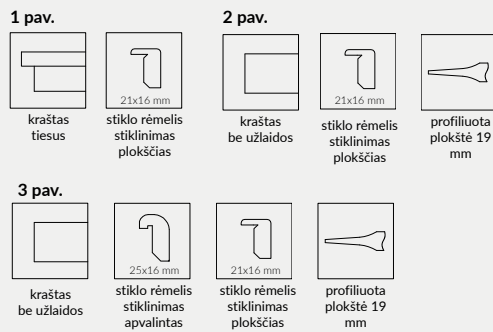 1 pav.
2 pav.
21x16 mm
21x16 mm
kraštas
tiesus
stiklo rėmelis
stiklinimas
plokščias
kraštas
be užlaidos
stiklo rėmelis
stiklinimas
plokščias
profiliuota
plokštė 19
mm
3 pav.
25x16 mm
21x16 mm
kraštas
be užlaidos
stiklo rėmelis
stiklinimas
apvalintas
stiklo rėmelis
stiklinimas
plokščias
profiliuota
plokštė 19
mm